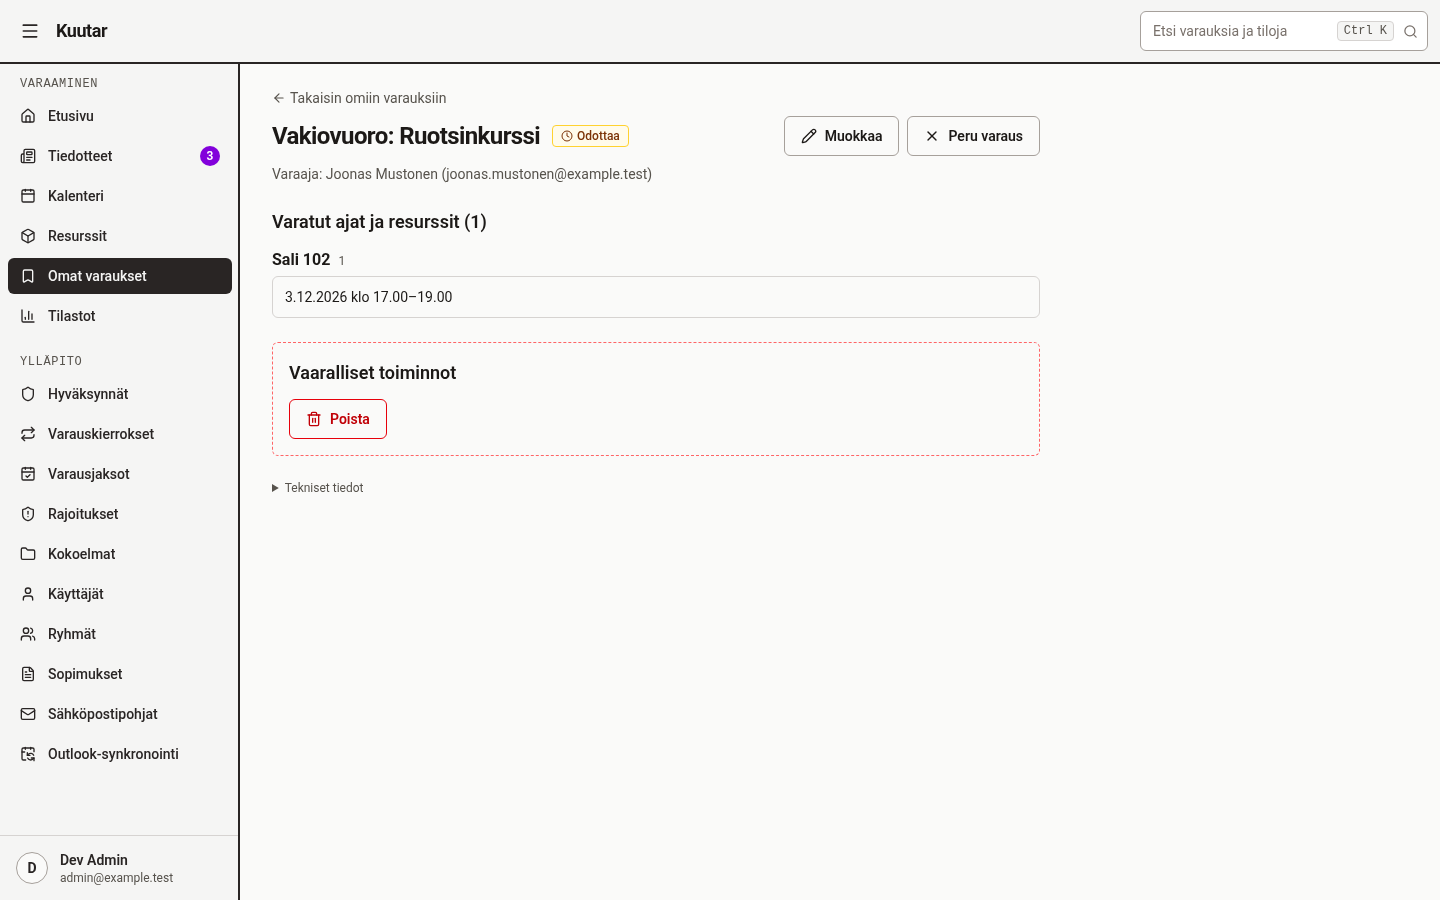 Kuutar
Etsi varauksia ja tiloja
Ctrl K
VARAAMINEN
Etusivu
Tiedotteet
3
Kalenteri
Resurssit
Omat varaukset
Tilastot
YLLÄPITO
Hyväksynnät
Varauskierrokset
Varausjaksot
Rajoitukset
Kokoelmat
Käyttäjät
Ryhmät
Sopimukset
Sähköpostipohjat
Outlook-synkronointi
D
Dev Admin
admin@example.test
Takaisin omiin varauksiin
Vakiovuoro: Ruotsinkurssi
Odottaa
Muokkaa
Peru varaus
Varaaja: Joonas Mustonen (joonas.mustonen@example.test)
Varatut ajat ja resurssit (1)
Sali 102 1
3.12.2026 klo 17.00–19.00
Vaaralliset toiminnot
Poista
Tekniset tiedot